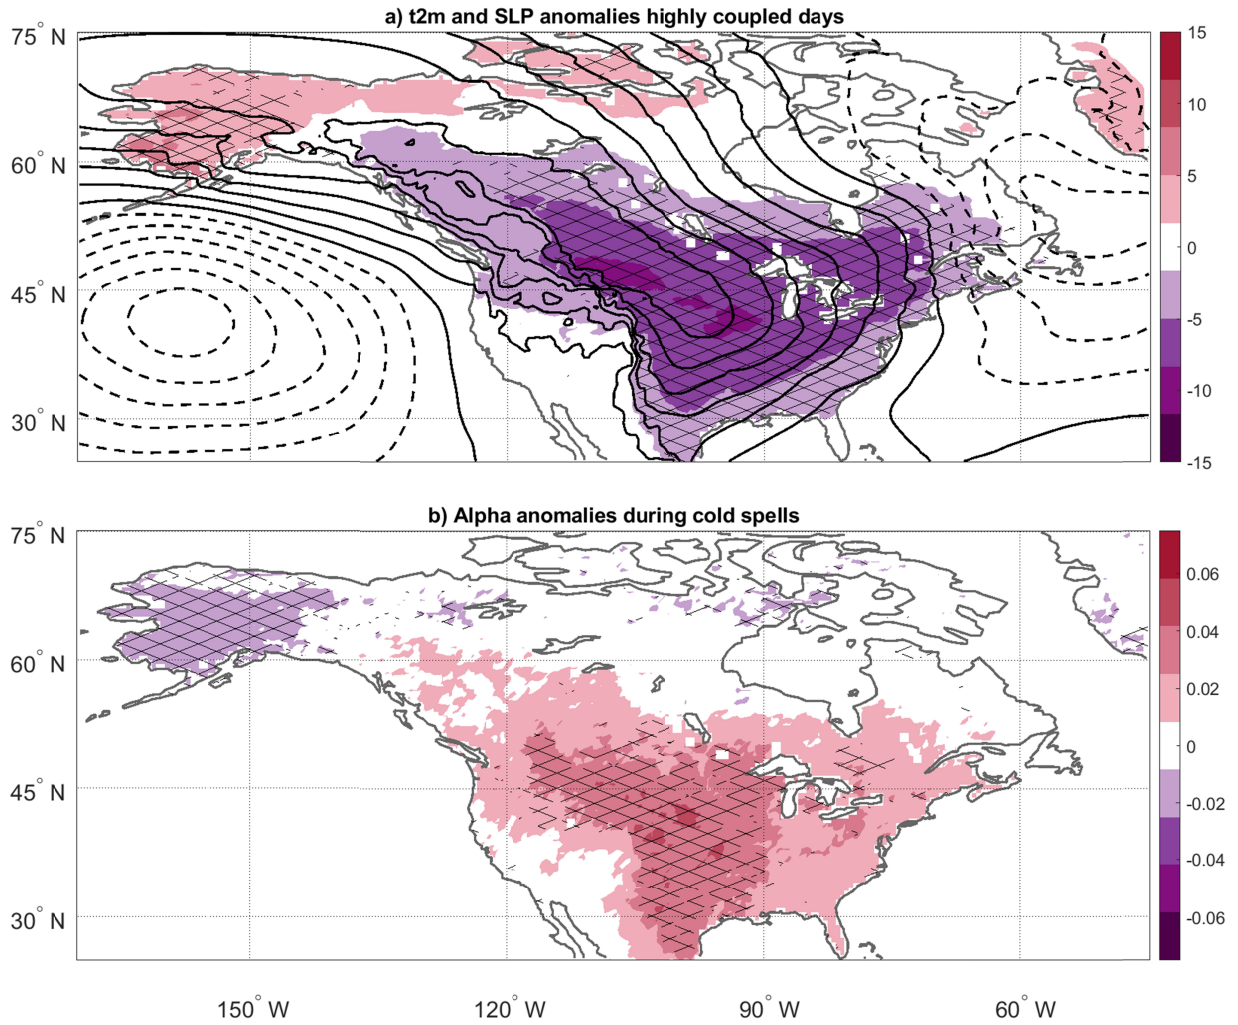 a) t2m and SLP anomalies highly coupled days
75° N
60° N
45° N
30° N
15
10
5
0
-5
-10
-15
b) Alpha anomalies during cold spells
75° N
60° N
45° N
30° N
0.06
0.04
0.02
0
-0.02
-0.04
-0.06
150° W
120° W
90° W
60° W